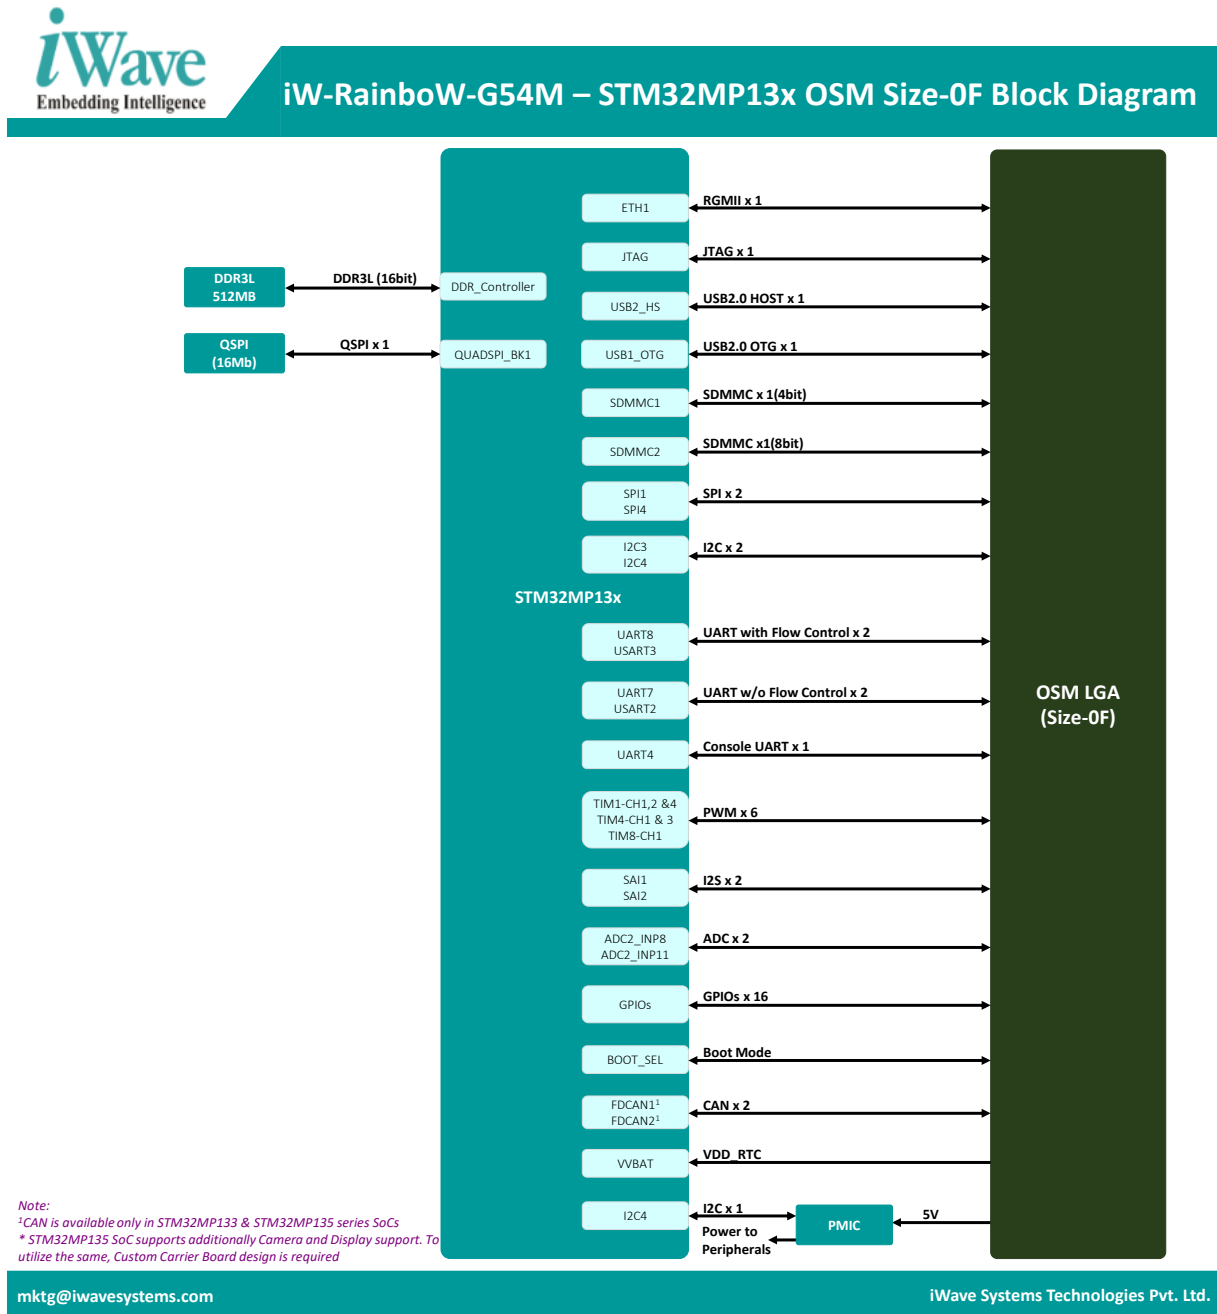 iWave
Embedding Intelligence
iW-RainboW-G54M – STM32MP13x OSM Size-0F Block Diagram
DDR3L
512MB
DDR3L (16bit)
DDR_Controller
QSPI
(16Mb)
QSPI x 1
QUADSPI_BK1
STM32MP13x
ETH1
RGMII x 1
JTAG
JTAG x 1
USB2_HS
USB2.0 HOST x 1
USB1_OTG
USB2.0 OTG x 1
SDMMC1
SDMMC x 1(4bit)
SDMMC2
SDMMC x1(8bit)
SPI1
SPI4
SPI x 2
I2C3
I2C4
I2C x 2
UART8
USART3
UART with Flow Control x 2
UART7
USART2
UART w/o Flow Control x 2
UART4
Console UART x 1
TIM1-CH1,2 &4
TIM4-CH1 & 3
TIM8-CH1
PWM x 6
SAI1
SAI2
I2S x 2
ADC2_INP8
ADC2_INP11
ADC x 2
GPIOs
GPIOs x 16
BOOT_SEL
Boot Mode
FDCAN1¹
FDCAN2¹
CAN x 2
VVBAT
VDD_RTC
I2C4
I2C x 1
Power to
Peripherals
PMIC
5V
OSM LGA
(Size-0F)
Note:
¹CAN is available only in STM32MP133 & STM32MP135 series SoCs
* STM32MP135 SoC supports additionally Camera and Display support. To
utilize the same, Custom Carrier Board design is required
mktg@iwavesystems.com
iWave Systems Technologies Pvt. Ltd.